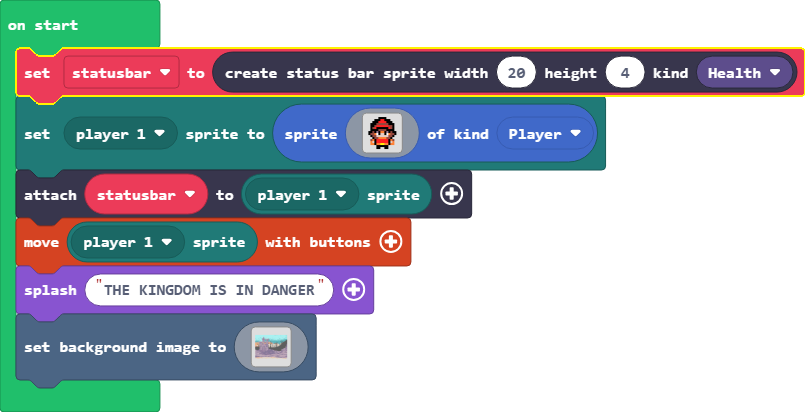 on start
set statusbar to create status bar sprite width 20 height 4 kind Health
set player 1 sprite to sprite of kind Player
attach statusbar to player 1 sprite
move player 1 sprite with buttons
splash "THE KINGDOM IS IN DANGER"
set background image to